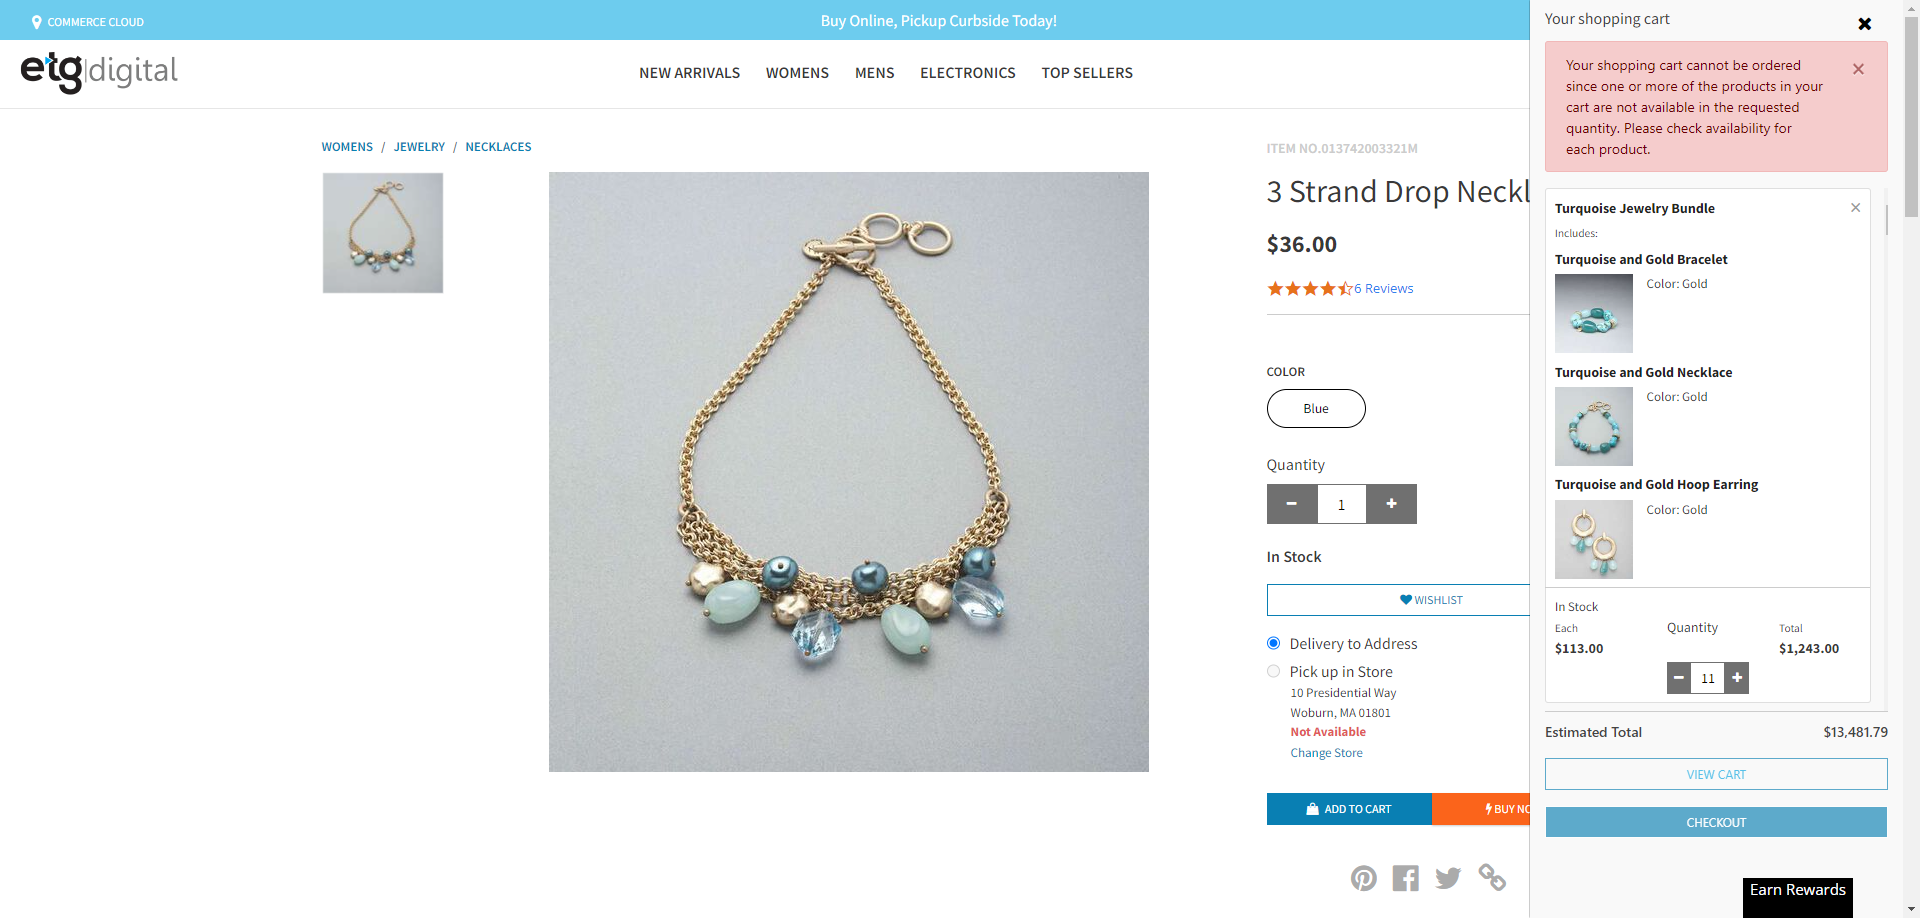 COMMERCE CLOUD
Buy Online, Pickup Curbside Today!
etg|digital
NEW ARRIVALS
WOMENS
MENS
ELECTRONICS
TOP SELLERS
WOMENS / JEWELRY / NECKLACES
ITEM NO.013742003321M
3 Strand Drop Neckl
$36.00
6 Reviews
COLOR
Blue
Quantity
1
In Stock
WISHLIST
Delivery to Address
Pick up in Store
10 Presidential Way
Woburn, MA 01801
Not Available
Change Store
ADD TO CART
BUY NO
Your shopping cart
Your shopping cart cannot be ordered
since one or more of the products in your
cart are not available in the requested
quantity. Please check availability for
each product.
Turquoise Jewelry Bundle
Includes:
Turquoise and Gold Bracelet
Color: Gold
Turquoise and Gold Necklace
Color: Gold
Turquoise and Gold Hoop Earring
Color: Gold
In Stock
Each
Quantity
Total
$113.00
$1,243.00
11
Estimated Total
$13,481.79
VIEW CART
CHECKOUT
Earn Rewards